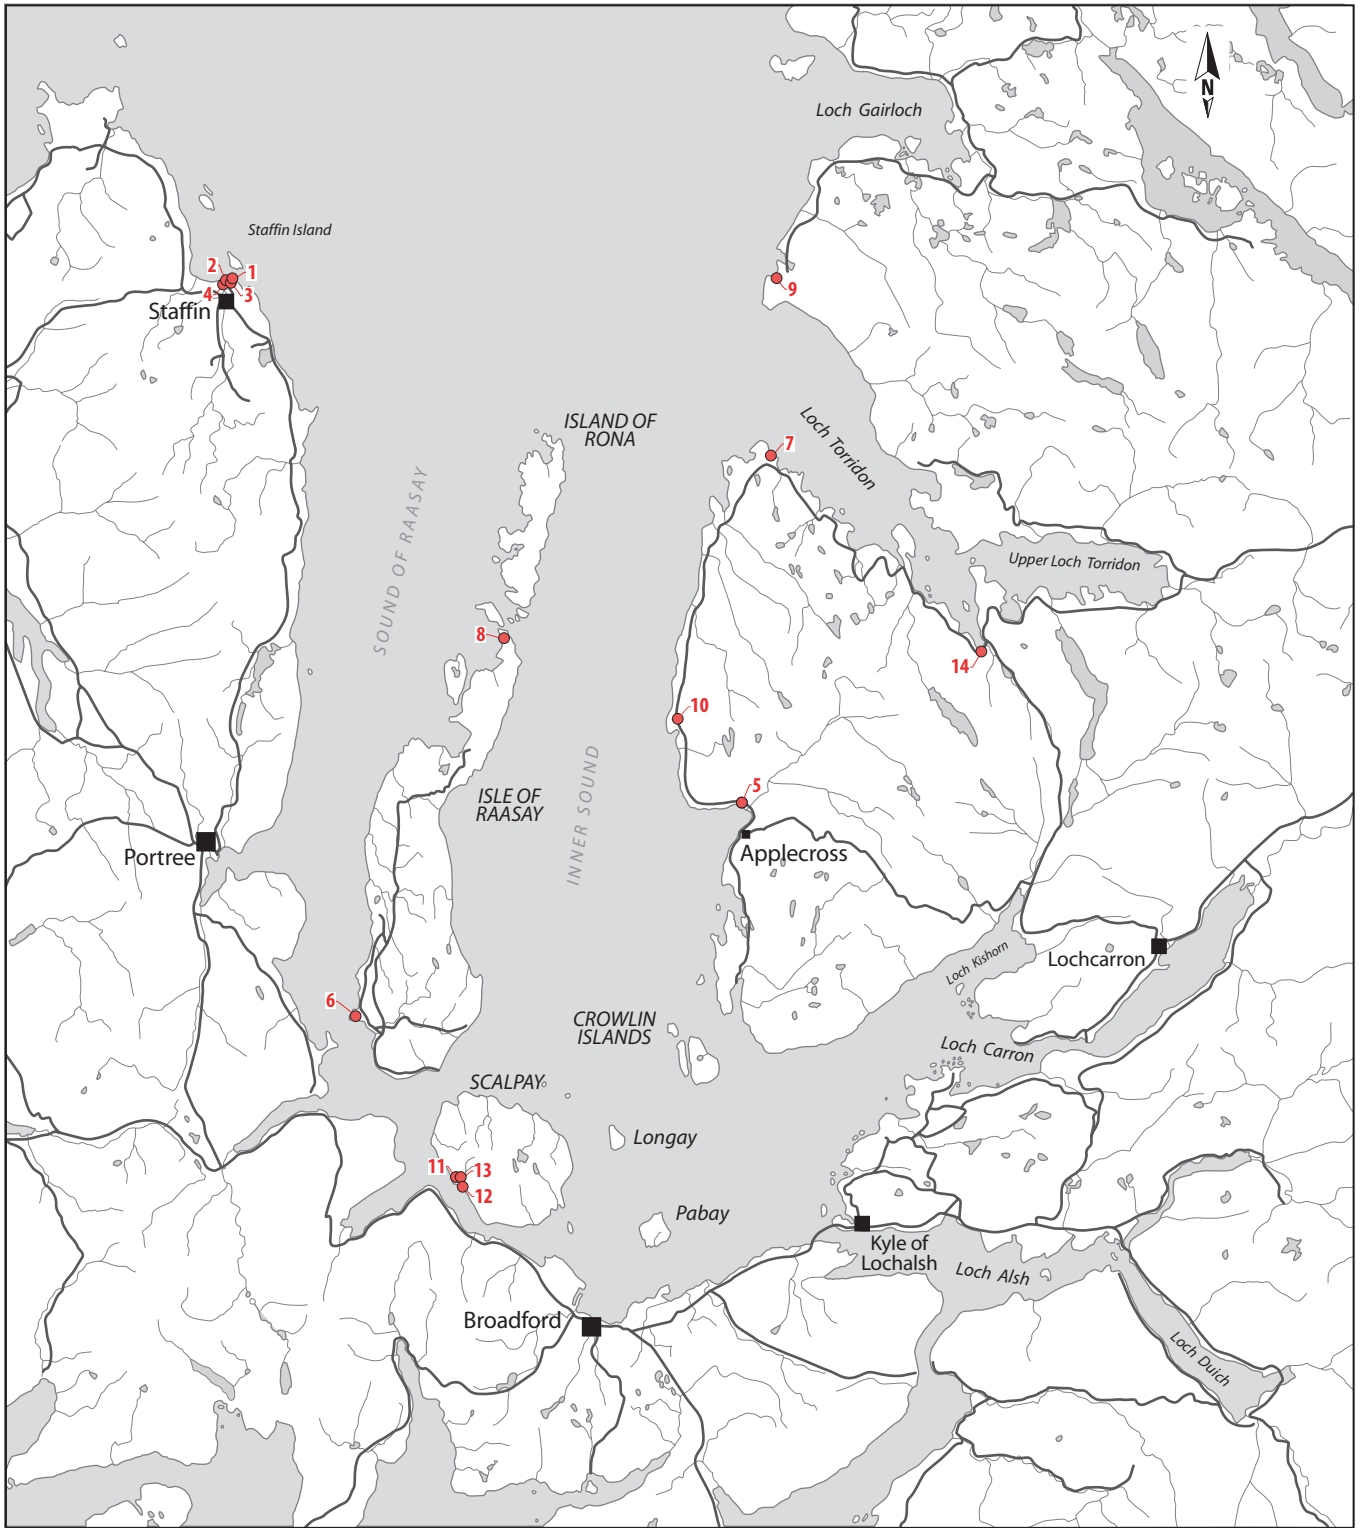 Loch Gairloch
N
Staffin Island
2
1
4
3
Staffin
9
ISLAND OF
RONA
7
Loch Torridon
SOUND OF RAASAY
Upper Loch Torridon
8
14
10
INNER SOUND
5
ISLE OF
RAASAY
Portree
Applecross
Loch Kishorn
Lochcarron
6
CROWLIN
ISLANDS
Loch Carron
SCALPAY
Longay
11
13
12
Pabay
Kyle of
Lochalsh
Loch Alsh
Broadford
Loch Duich